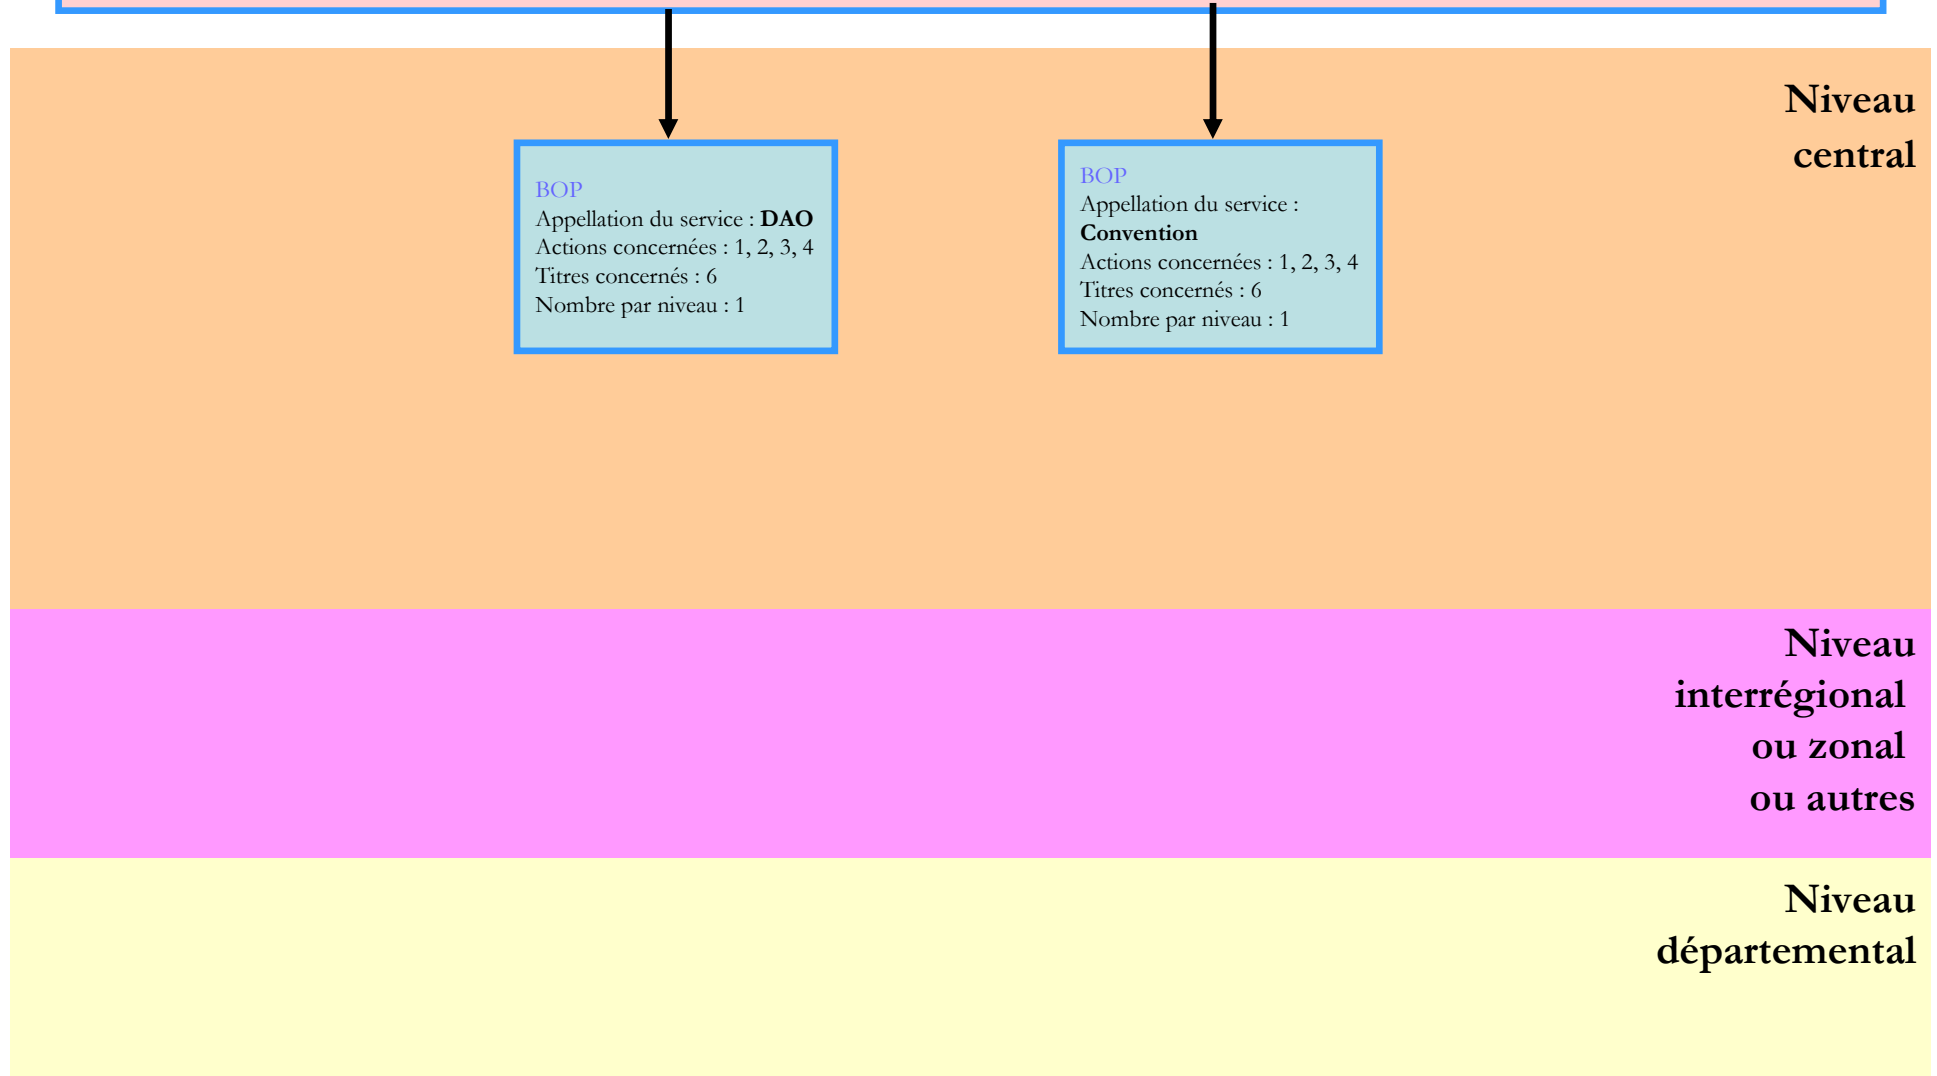 Niveau
central
BOP
Appellation du service : DAO
Actions concernées : 1, 2, 3, 4
Titres concernés : 6
Nombre par niveau : 1
BOP
Appellation du service :
Convention
Actions concernées : 1, 2, 3, 4
Titres concernés : 6
Nombre par niveau : 1
Niveau
interrégional
ou zonal
ou autres
Niveau
départemental